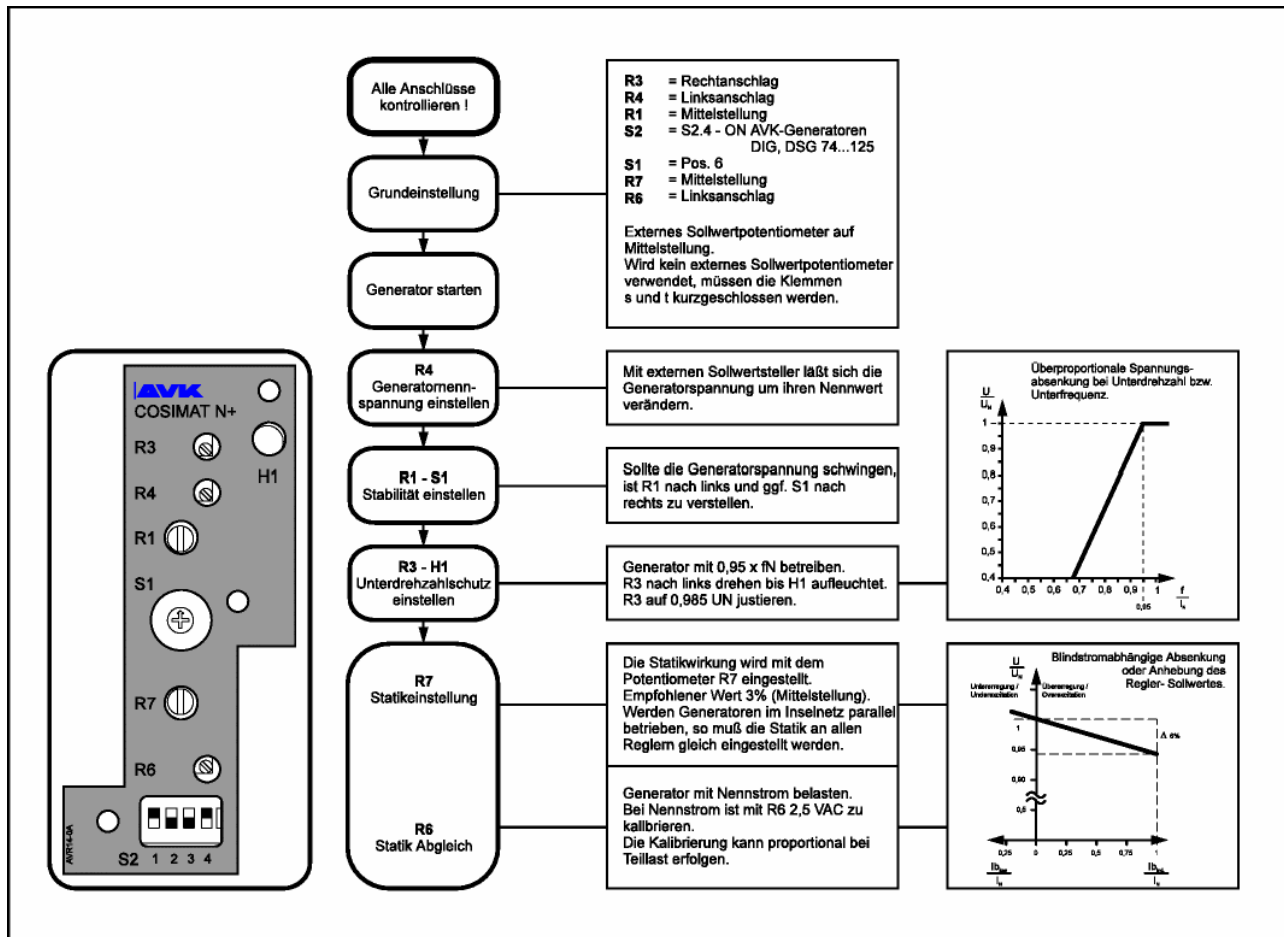 Alle Anschlüsse
kontrollieren !
Grundeinstellung
Generator starten
R4
Generatornenn-
spannung einstellen
R1 - S1
Stabilität einstellen
R3 - H1
Unterdrehzahlschutz
einstellen
R7
Statikeinstellung
R6
Statik Abgleich
R3 = Rechtanschlag
R4 = Linksanschlag
R1 = Mittelstellung
S2 = S2.4 - ON AVK-Generatoren
DIG, DSG 74...125
S1 = Pos. 6
R7 = Mittelstellung
R6 = Linksanschlag
Externes Sollwertpotentiometer auf
Mittelstellung.
Wird kein externes Sollwertpotentiometer
verwendet, müssen die Klemmen
s und t kurzgeschlossen werden.
Mit externen Sollwertsteller läßt sich die
Generatorspannung um ihren Nennwert
verändern.
Sollte die Generatorspannung schwingen,
ist R1 nach links und ggf. S1 nach
rechts zu verstellen.
Generator mit 0,95 x fN betreiben.
R3 nach links drehen bis H1 aufleuchtet.
R3 auf 0,985 UN justieren.
Die Statikwirkung wird mit dem
Potentiometer R7 eingestellt.
Empfohlener Wert 3% (Mittelstellung).
Werden Generatoren im Inselnetz parallel
betrieben, so muß die Statik an allen
Reglern gleich eingestellt werden.
Generator mit Nennstrom belasten.
Bei Nennstrom ist mit R6 2,5 VAC zu
kalibrieren.
Die Kalibrierung kann proportional bei
Teillast erfolgen.
AVK
COSIMAT N+
R3
H1
R4
R1
S1
R7
R6
AVR14-0A
S2 1 2 3 4
Überproportionale Spannungs-
absenkung bei Unterdrehzahl bzw.
Unterfrequenz.
U
U_N
1
0,9
0,8
0,7
0,6
0,5
0,4
0,4 0,5 0,6 0,7 0,8 0,9 1
0,95
f
f_N
Blindstromabhängige Absenkung
oder Anhebung des
Regler- Sollwertes.
U
U_N
Untererregung /
Underexcitation
Übererregung /
Overexcitation
1
0,95
0,90
0,5
Δ 6%
0,25 0 0,25 0,5 0,75 1
Ib
I_N
Ib
I_N